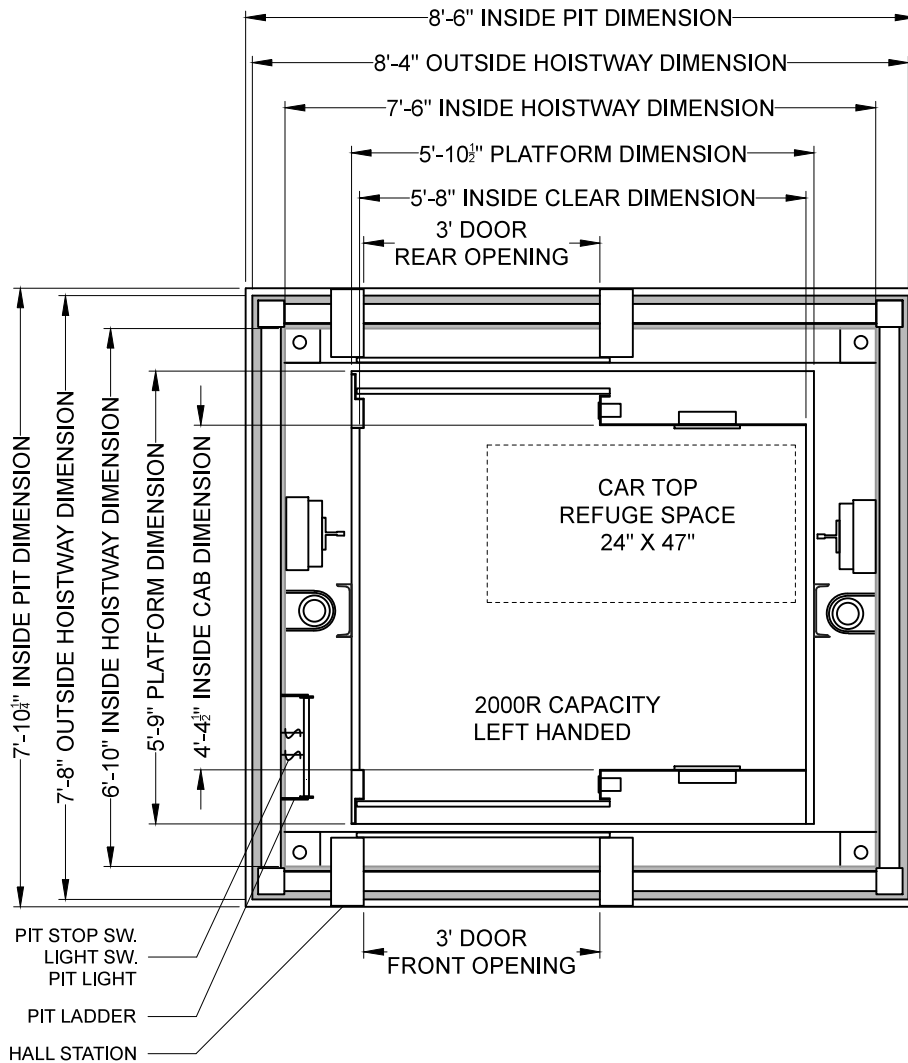 8'-6" INSIDE PIT DIMENSION
8'-4" OUTSIDE HOISTWAY DIMENSION
7'-6" INSIDE HOISTWAY DIMENSION
5'-10½" PLATFORM DIMENSION
5'-8" INSIDE CLEAR DIMENSION
3' DOOR
REAR OPENING
7'-10¼" INSIDE PIT DIMENSION
7'-8" OUTSIDE HOISTWAY DIMENSION
6'-10" INSIDE HOISTWAY DIMENSION
5'-9" PLATFORM DIMENSION
4'-4½" INSIDE CAB DIMENSION
CAR TOP
REFUGE SPACE
24" X 47"
2000R CAPACITY
LEFT HANDED
PIT STOP SW.
LIGHT SW.
PIT LIGHT
PIT LADDER
HALL STATION
3' DOOR
FRONT OPENING